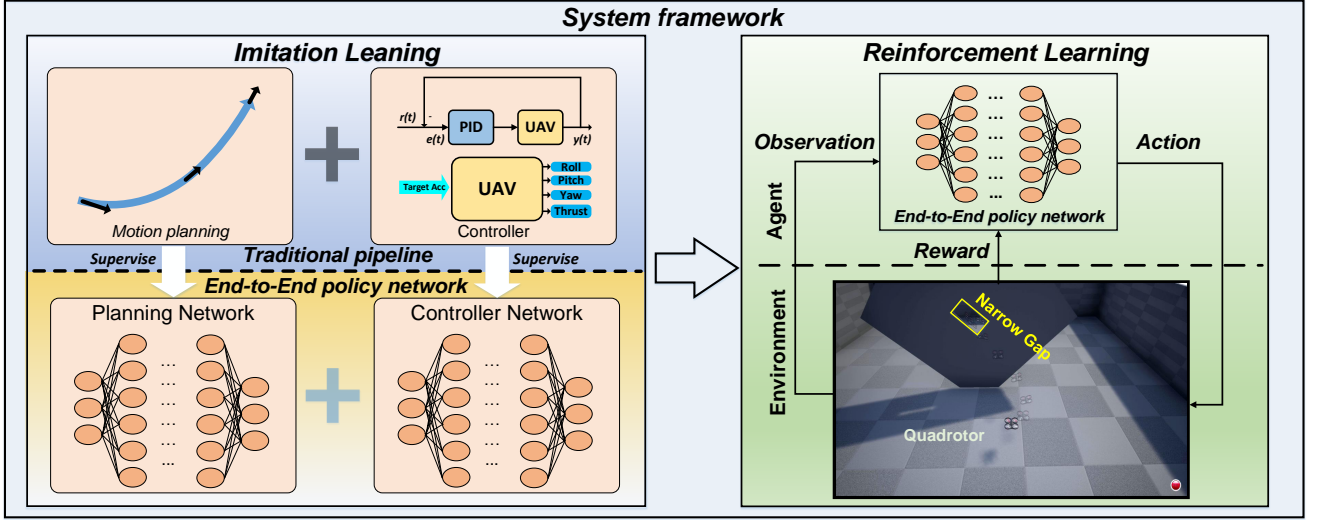 System framework
Imitation Leaning
r(t)
-
e(t)
PID
UAV
y(t)
Target Acc
UAV
Roll
Pitch
Yaw
Thrust
Motion planning
Controller
Supervise
Traditional pipeline
Supervise
End-to-End policy network
Planning Network
...
...
...
...
...
...
Controller Network
...
...
...
...
...
...
Reinforcement Learning
...
...
...
...
...
...
End-to-End policy network
Observation
Action
Agent
Reward
Environment
Narrow Gap
Quadrotor